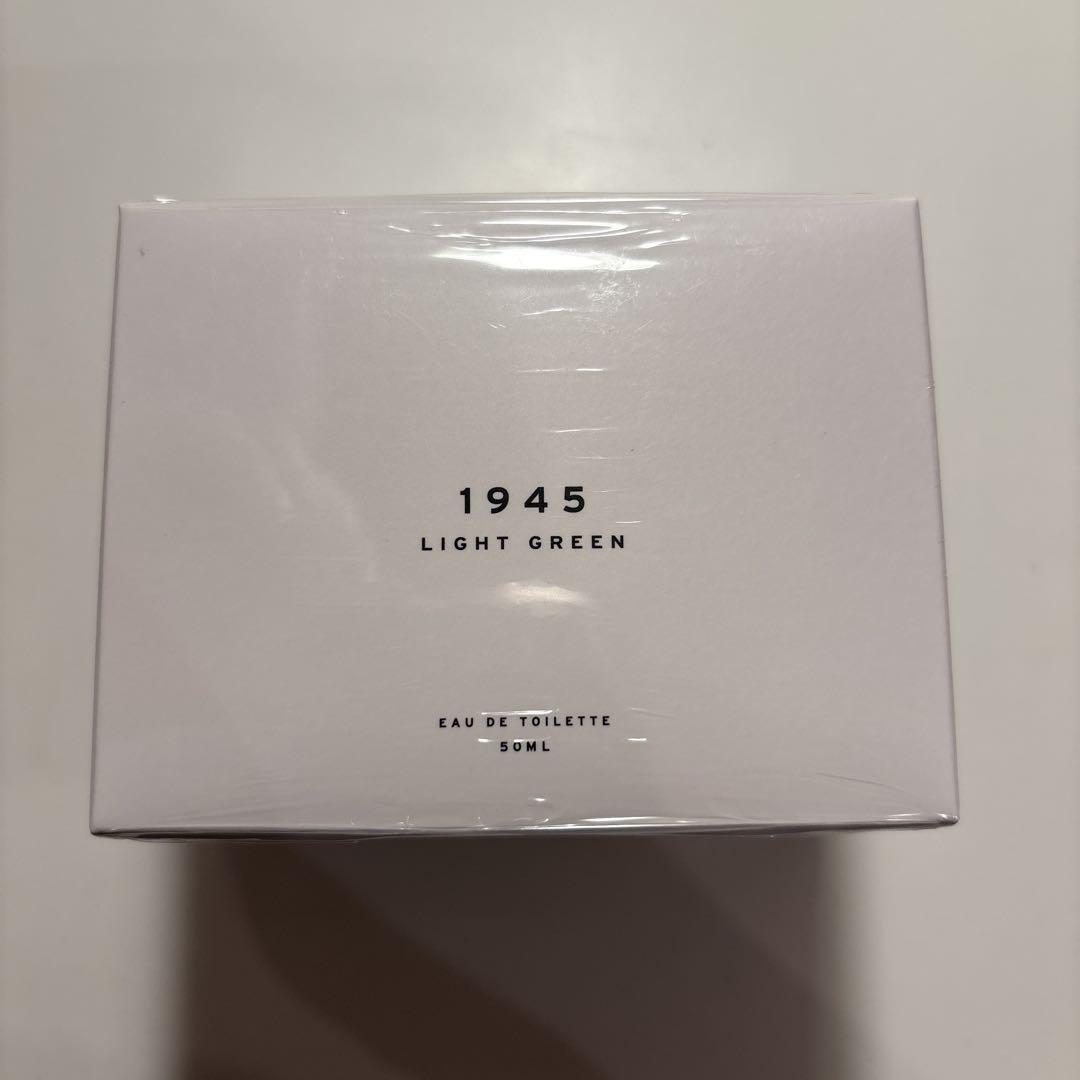 1945
LIGHT GREEN
EAU DE TOILETTE
50ML